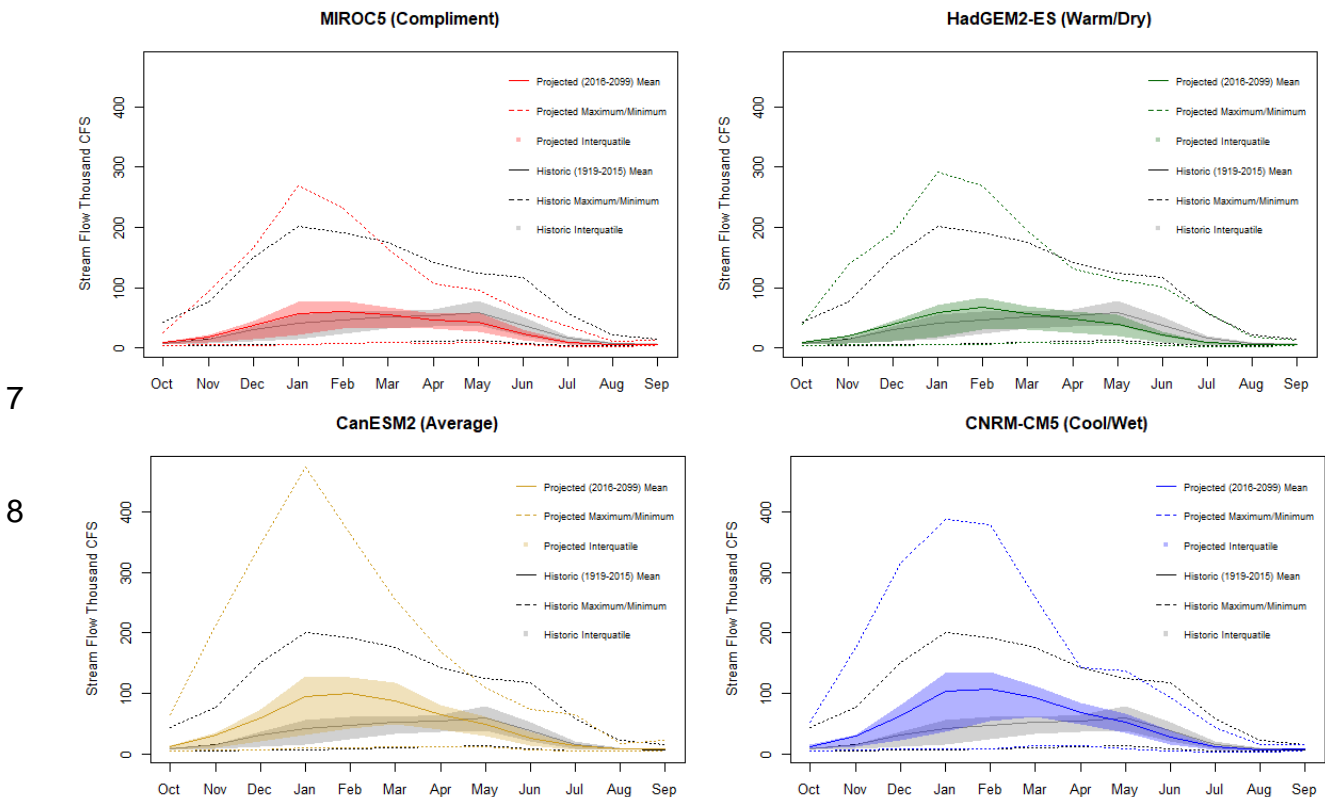 MIROC5 (Compliment)
Stream Flow Thousand CFS
400
300
200
100
0
Projected (2016-2099) Mean
Projected Maximum/Minimum
Projected Interquatile
Historic (1919-2015) Mean
Historic Maximum/Minimum
Historic Interquatile
Oct Nov Dec Jan Feb Mar Apr May Jun Jul Aug Sep
HadGEM2-ES (Warm/Dry)
Stream Flow Thousand CFS
400
300
200
100
0
Projected (2016-2099) Mean
Projected Maximum/Minimum
Projected Interquatile
Historic (1919-2015) Mean
Historic Maximum/Minimum
Historic Interquatile
Oct Nov Dec Jan Feb Mar Apr May Jun Jul Aug Sep
7
CanESM2 (Average)
8
Stream Flow Thousand CFS
400
300
200
100
0
Projected (2016-2099) Mean
Projected Maximum/Minimum
Projected Interquatile
Historic (1919-2015) Mean
Historic Maximum/Minimum
Historic Interquatile
Oct Nov Dec Jan Feb Mar Apr May Jun Jul Aug Sep
CNRM-CM5 (Cool/Wet)
Stream Flow Thousand CFS
400
300
200
100
0
Projected (2016-2099) Mean
Projected Maximum/Minimum
Projected Interquatile
Historic (1919-2015) Mean
Historic Maximum/Minimum
Historic Interquatile
Oct Nov Dec Jan Feb Mar Apr May Jun Jul Aug Sep